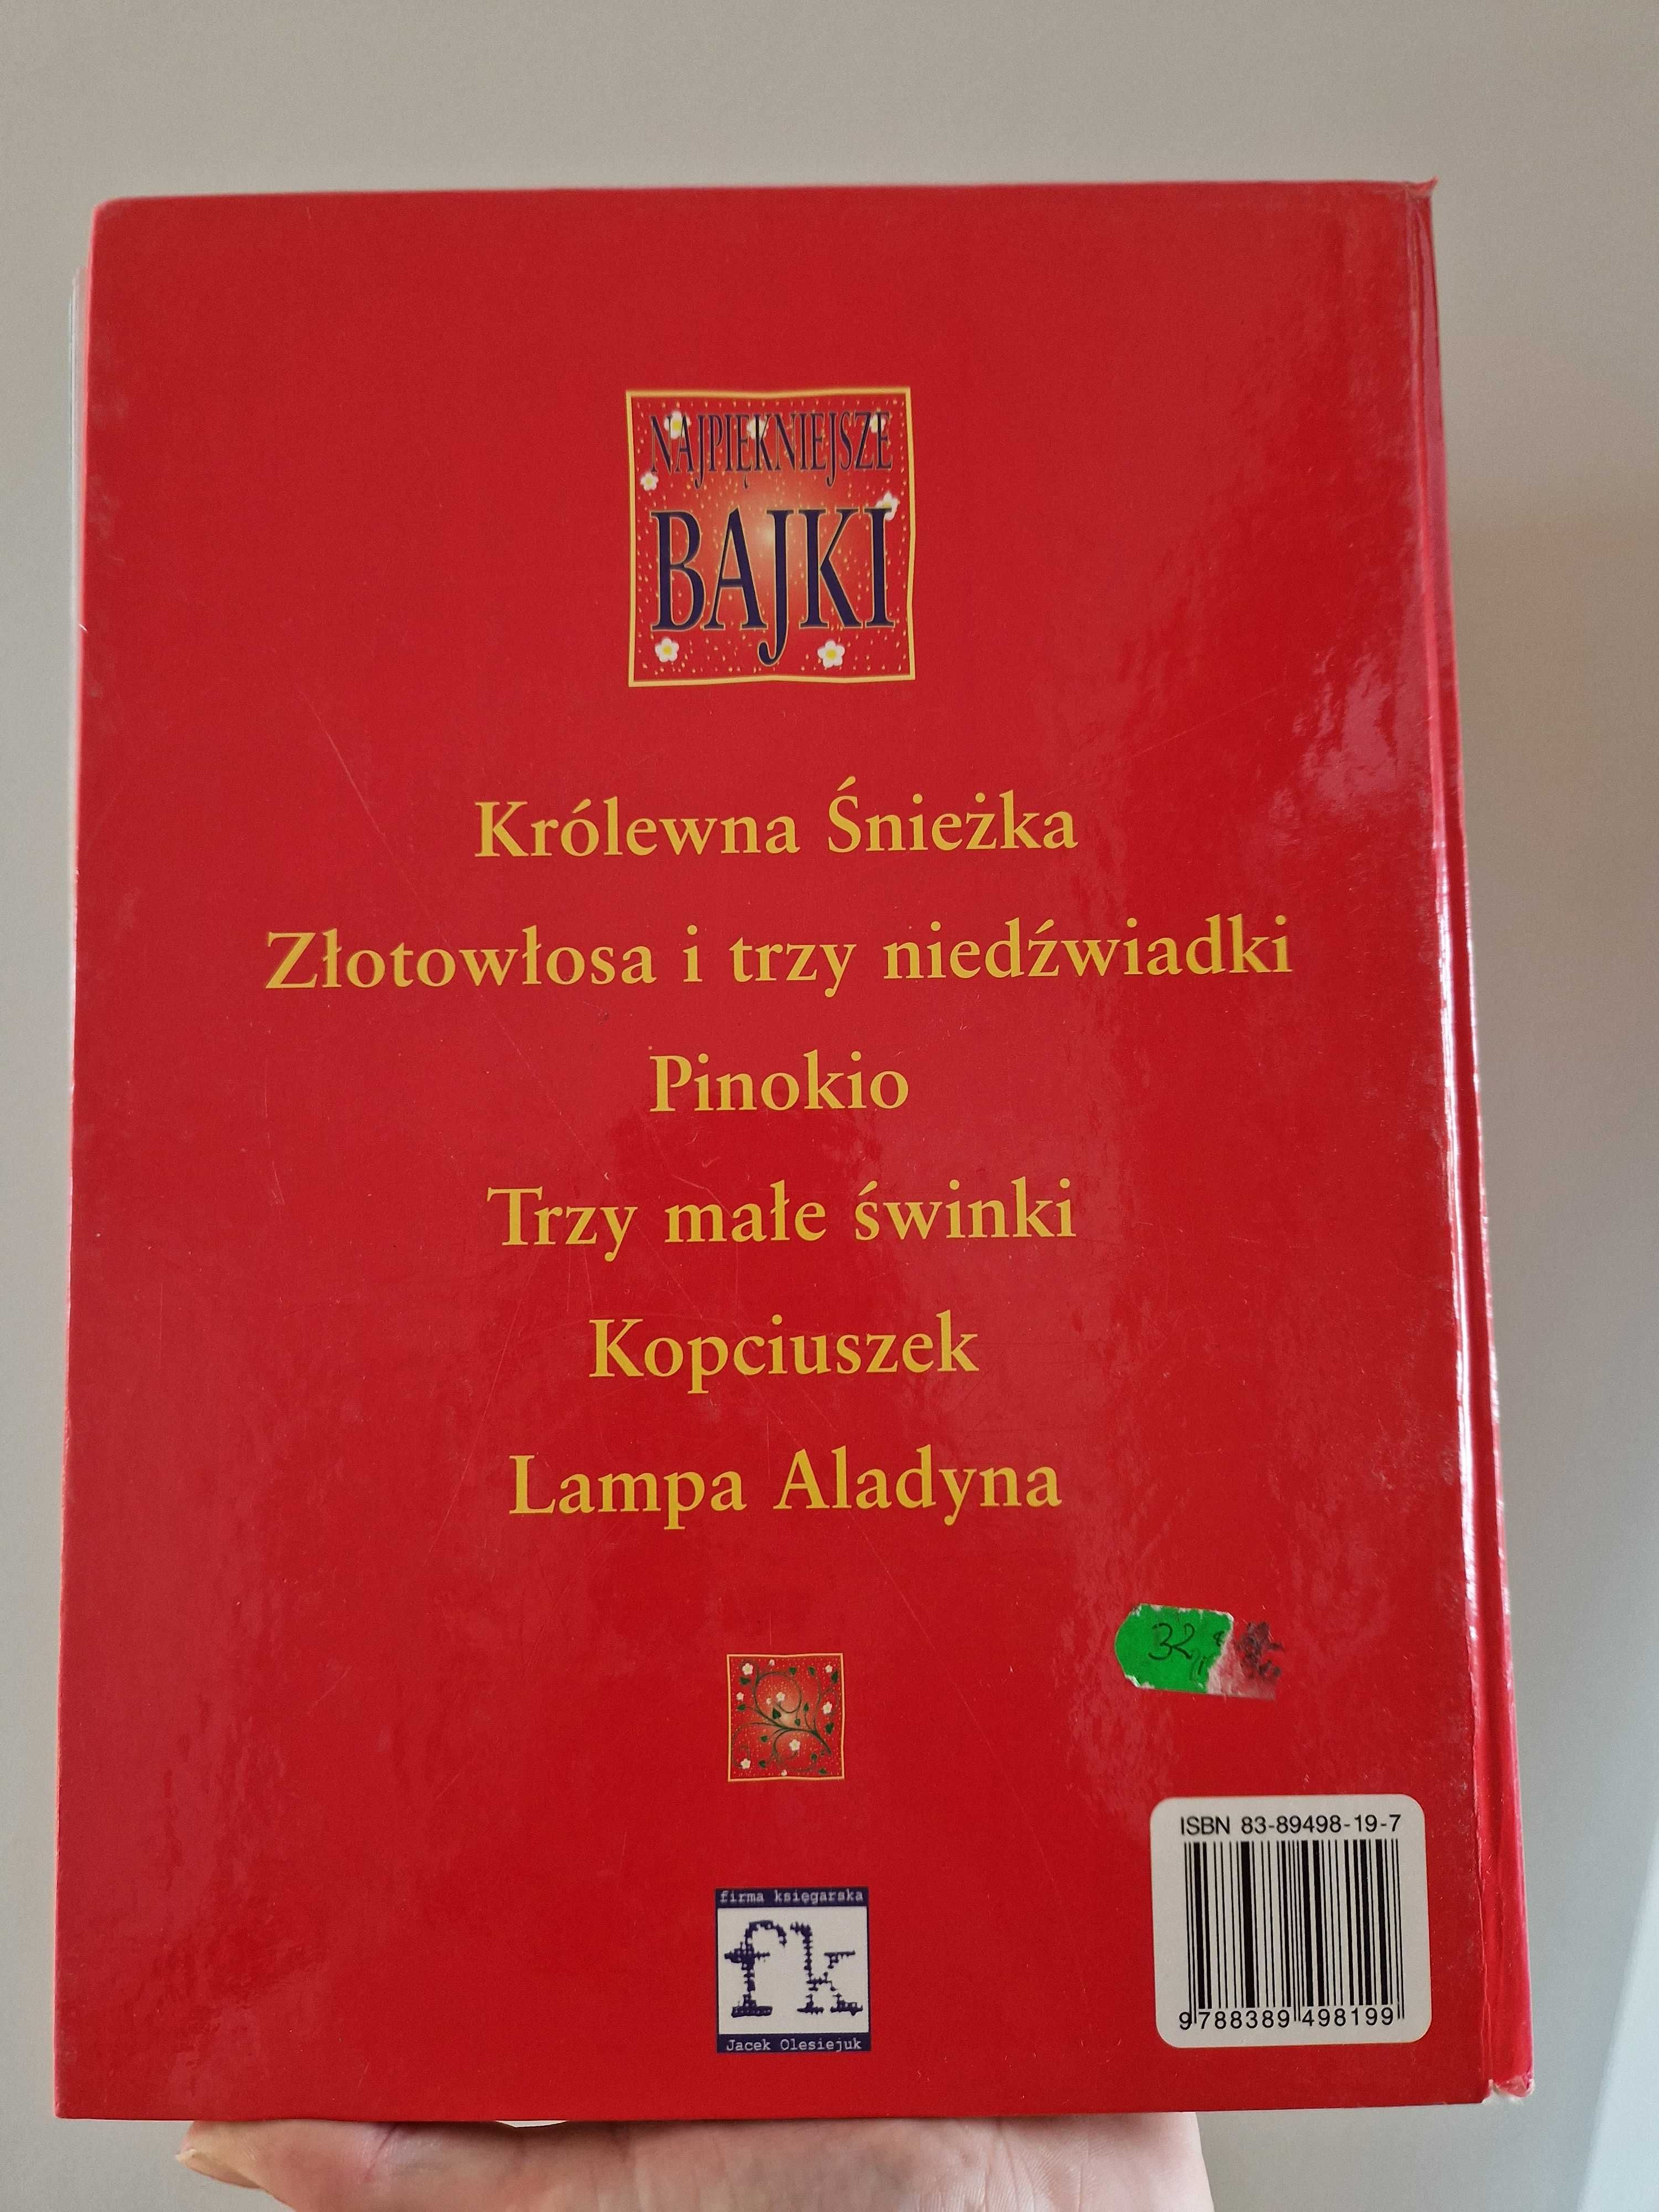 NAJPIĘKNIEJSZE
BAJKI
Królewna Śnieżka
Złotowłosa i trzy niedźwiadki
Pinokio
Trzy małe świnki
Kopciuszek
Lampa Aladyna
32
ISBN 83-89498-19-7
9788389498199
firma księgarska
fk
Jacek Olesiejuk